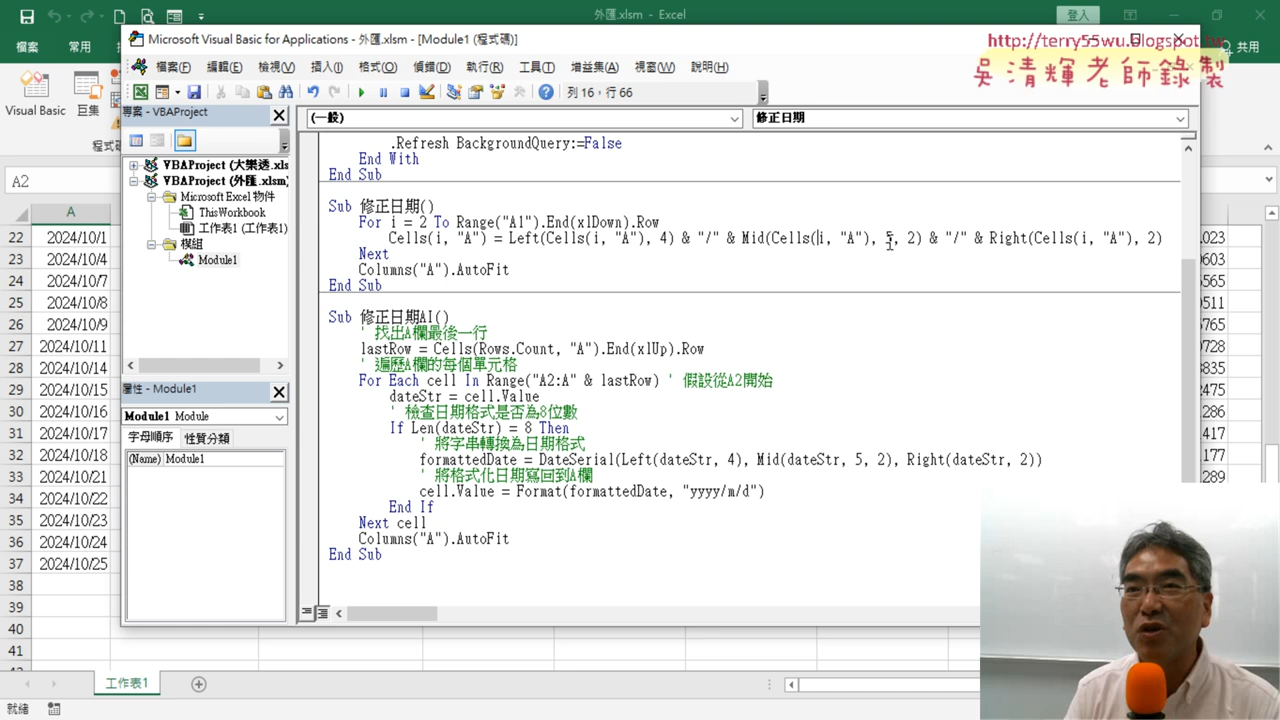 外匯.xlsm - Excel
登入
檔案
常用
共用
Visual Basic
巨集
程式碼
A2
A
22 2024/10/1
23 2024/10/4
24 2024/10/7
25 2024/10/8
26 2024/10/9
27 2024/10/11
28 2024/10/14
29 2024/10/15
30 2024/10/16
31 2024/10/17
32 2024/10/18
33 2024/10/21
34 2024/10/22
35 2024/10/23
36 2024/10/24
37 2024/10/25
38
39
40
41
工作表1
就緒
Microsoft Visual Basic for Applications - 外匯.xlsm - [Module1 (程式碼)]
http://terry55wu.blogspot.tw
吳清輝老師錄製
檔案(F) 編輯(E) 檢視(V) 插入(I) 格式(O) 偵錯(D) 執行(R) 工具(T) 增益集(A) 視窗(W) 說明(H)
列 16，行 66
專案 - VBAProject
VBAProject (大樂透.xls
VBAProject (外匯.xlsm)
Microsoft Excel 物件
ThisWorkbook
工作表1 (工作表1)
模組
Module1
屬性 - Module1
Module1 Module
字母順序 性質分類
(Name) Module1
(一般)
修正日期
.Refresh BackgroundQuery:=False
End With
End Sub
Sub 修正日期()
For i = 2 To Range("A1").End(xlDown).Row
Cells(i, "A") = Left(Cells(i, "A"), 4) & "/" & Mid(Cells(i, "A"), 5, 2) & "/" & Right(Cells(i, "A"), 2)
Next
Columns("A").AutoFit
End Sub
Sub 修正日期AI()
' 找出A欄最後一行
lastRow = Cells(Rows.Count, "A").End(xlUp).Row
' 遍歷A欄的每個單元格
For Each cell In Range("A2:A" & lastRow) ' 假設從A2開始
dateStr = cell.Value
' 檢查日期格式是否為8位數
If Len(dateStr) = 8 Then
' 將字串轉換為日期格式
formattedDate = DateSerial(Left(dateStr, 4), Mid(dateStr, 5, 2), Right(dateStr, 2))
' 將格式化日期寫回到A欄
cell.Value = Format(formattedDate, "yyyy/m/d")
End If
Next cell
Columns("A").AutoFit
End Sub
023
0603
6565
0511
6765
0728
8835
2475
286
1417
177
1289